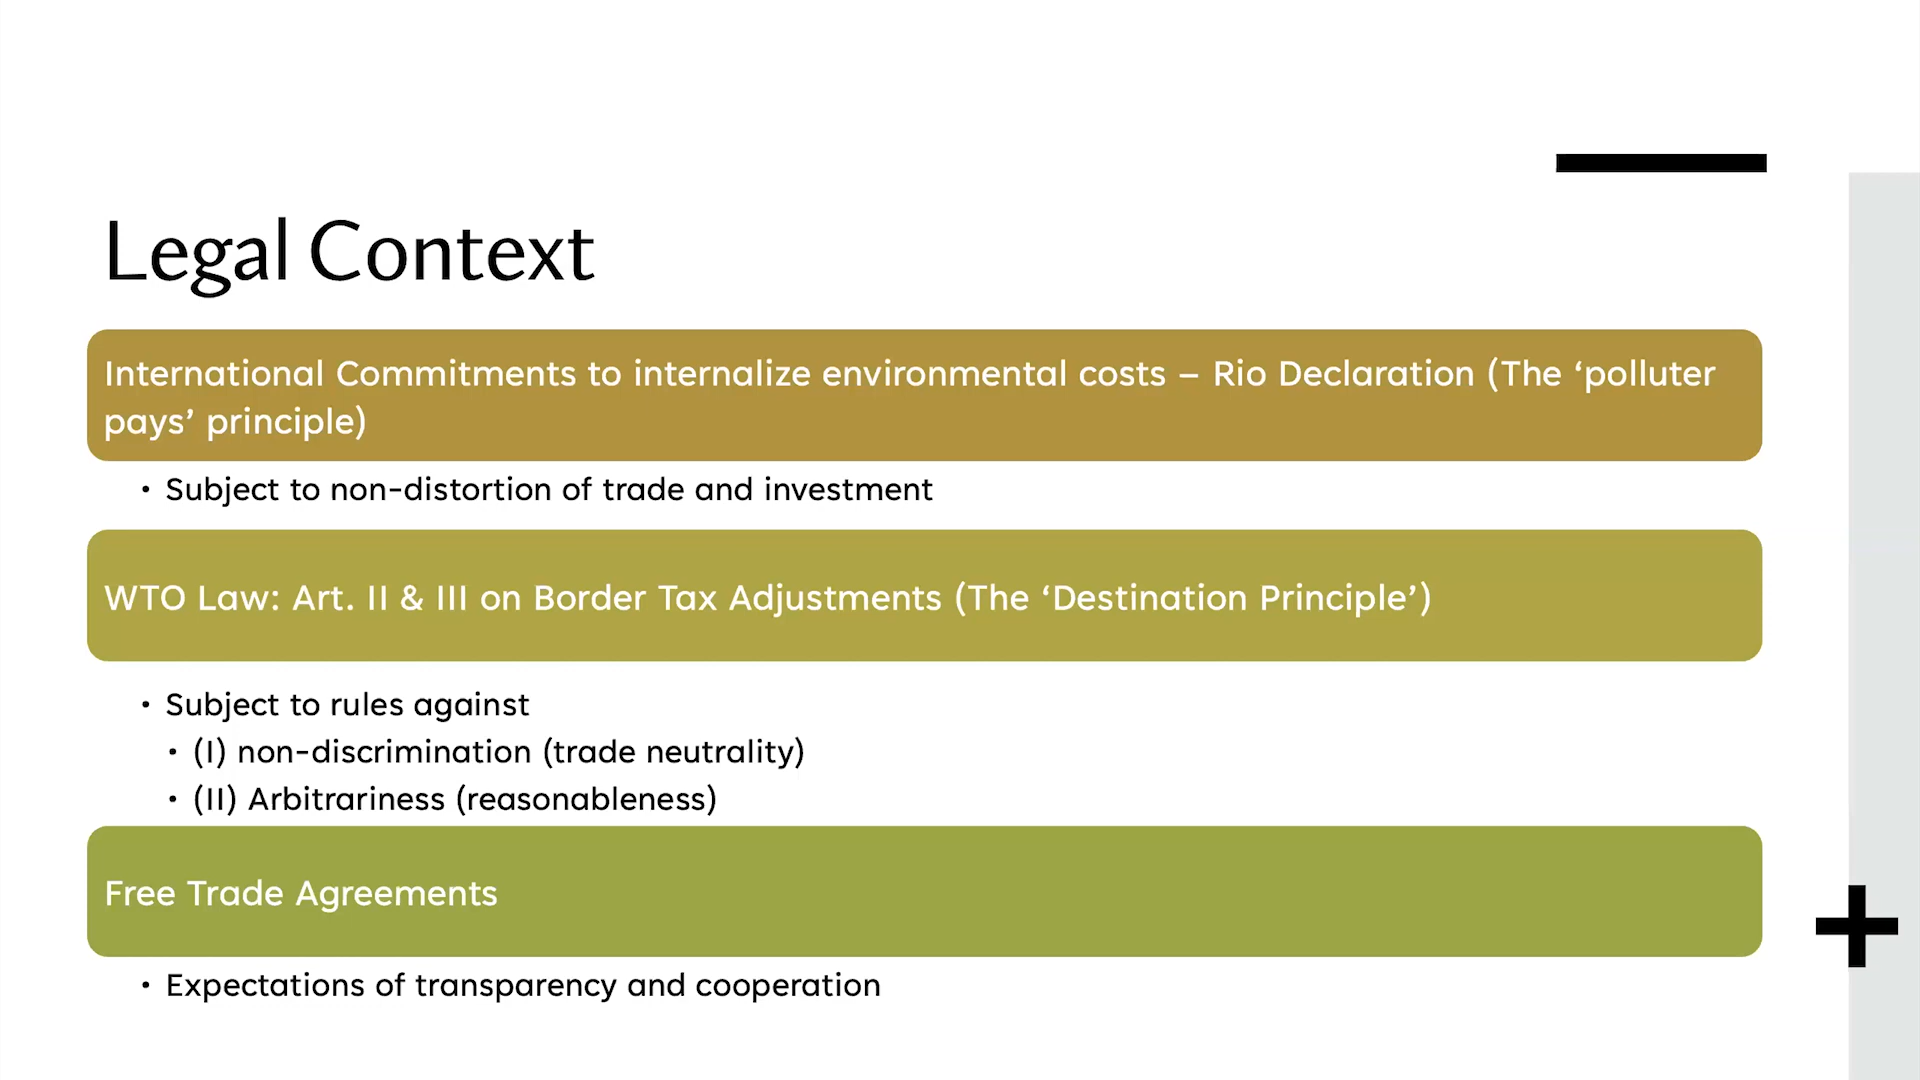 Legal Context
International Commitments to internalize environmental costs – Rio Declaration (The ‘polluter
pays’ principle)
• Subject to non-distortion of trade and investment
WTO Law: Art. II & III on Border Tax Adjustments (The ‘Destination Principle’)
• Subject to rules against
• (I) non-discrimination (trade neutrality)
• (II) Arbitrariness (reasonableness)
Free Trade Agreements
• Expectations of transparency and cooperation